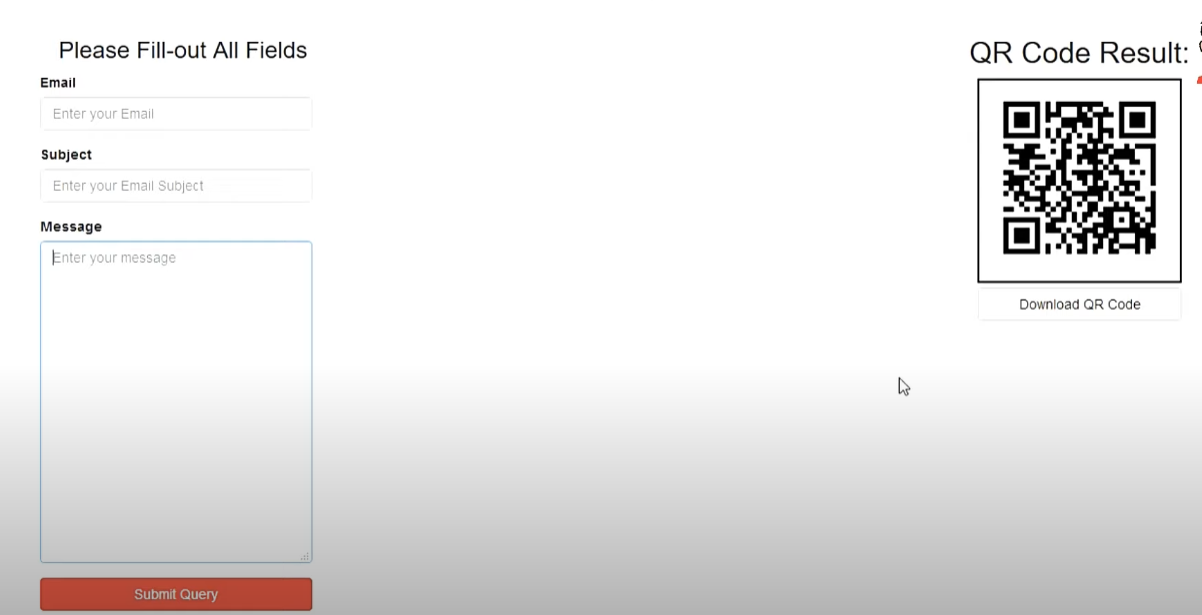 Please Fill-out All Fields
Email
Enter your Email
Subject
Enter your Email Subject
Message
Enter your message
Submit Query
QR Code Result:
Download QR Code